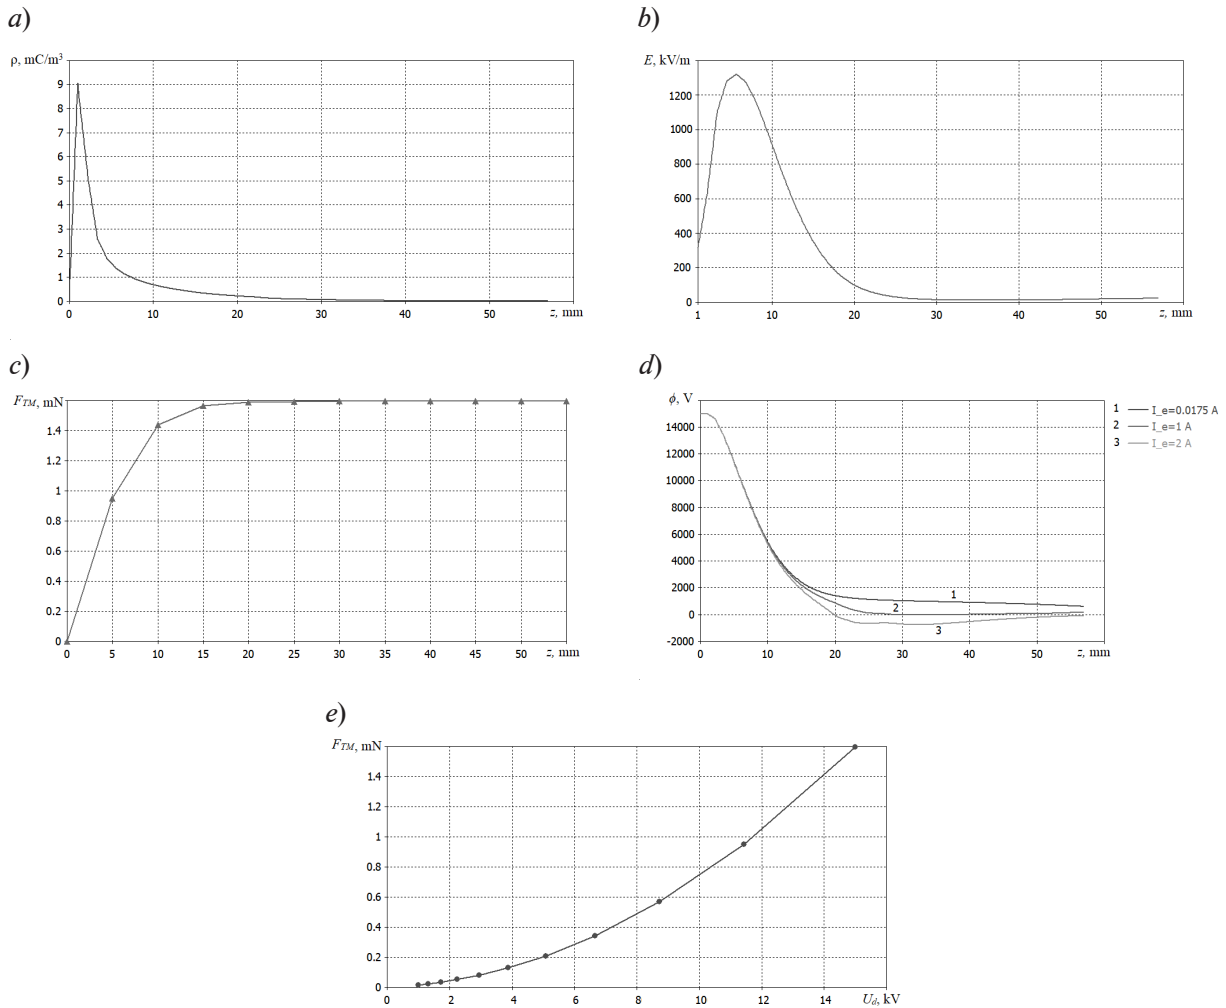 a)
ρ, mC/m³
9
8
7
6
5
4
3
2
1
0
0 10 20 30 40 50 z, mm
b)
E, kV/m
1200
1000
800
600
400
200
0
1 10 20 30 40 50 z, mm
c)
F_TM, mN
1.4
1.2
1
0.8
0.6
0.4
0.2
0
0 5 10 15 20 25 30 35 40 45 50 z, mm
d)
ϕ, V
14000
12000
10000
8000
6000
4000
2000
0
-2000
0 10 20 30 40 50 z, mm
1
2
3
1 I_e=0.0175 A
2 I_e=1 A
3 I_e=2 A
e)
F_TM, mN
1.4
1.2
1
0.8
0.6
0.4
0.2
0
0 2 4 6 8 10 12 14 U_d, kV